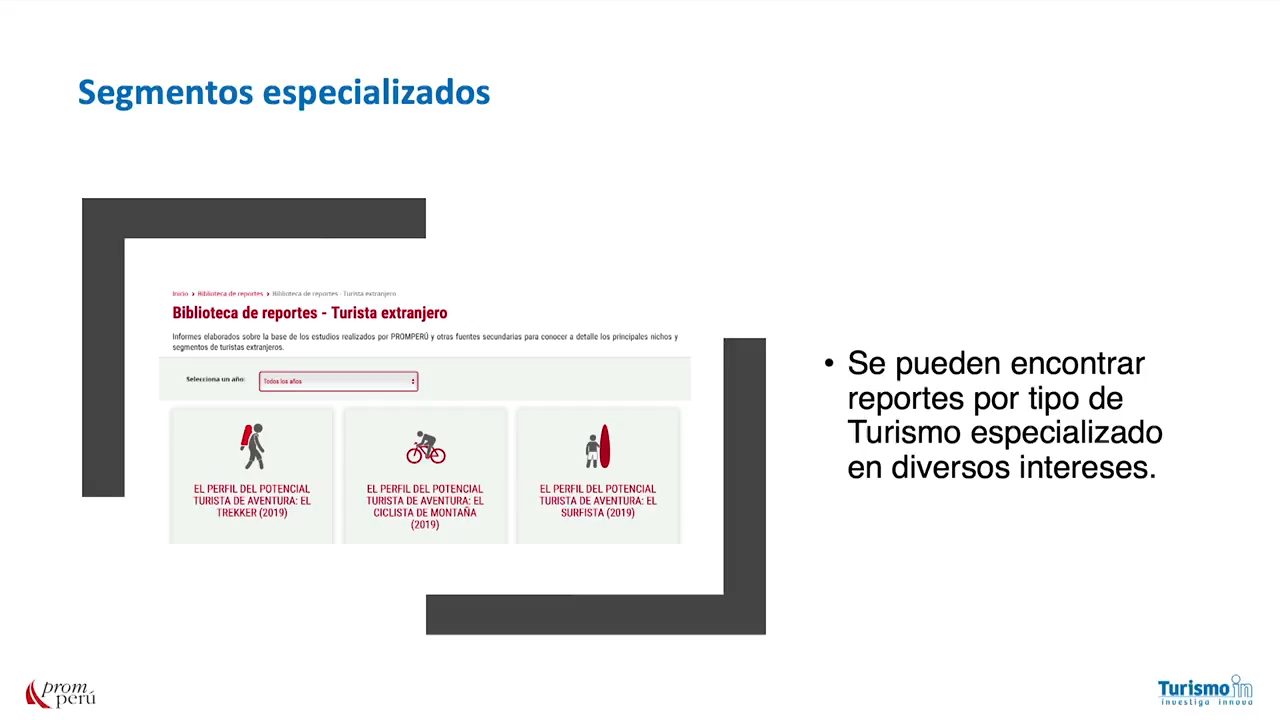 Segmentos especializados
Inicio › Biblioteca de reportes › Biblioteca de reportes - Turista extranjero
Biblioteca de reportes - Turista extranjero
Informes elaborados sobre la base de los estudios realizados por PROMPERÚ y otras fuentes secundarias para conocer a detalle los principales nichos y
segmentos de turistas extranjeros.
Selecciona un año:
Todos los años
EL PERFIL DEL POTENCIAL
TURISTA DE AVENTURA: EL
TREKKER (2019)
EL PERFIL DEL POTENCIAL
TURISTA DE AVENTURA: EL
CICLISTA DE MONTAÑA
(2019)
EL PERFIL DEL POTENCIAL
TURISTA DE AVENTURA: EL
SURFISTA (2019)
• Se pueden encontrar
reportes por tipo de
Turismo especializado
en diversos intereses.
prom
perú
Turismo in
investiga innova